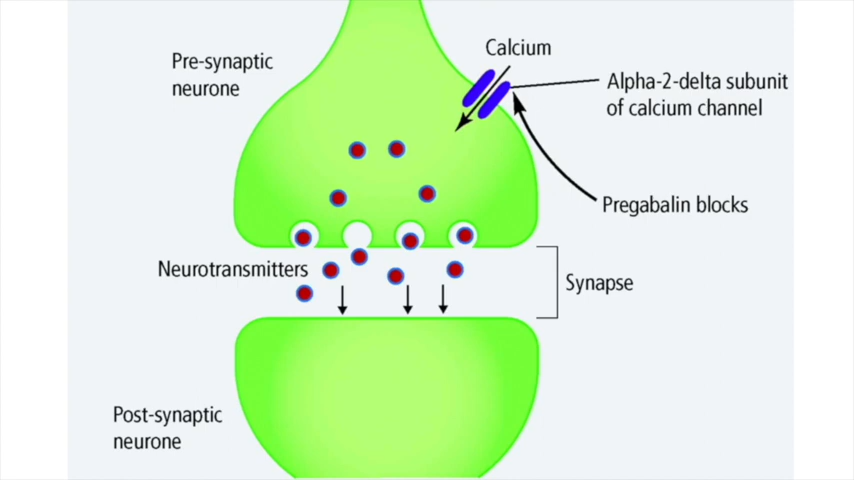 Calcium
Pre-synaptic
neurone
Alpha-2-delta subunit
of calcium channel
Pregabalin blocks
Neurotransmitters
Synapse
Post-synaptic
neurone